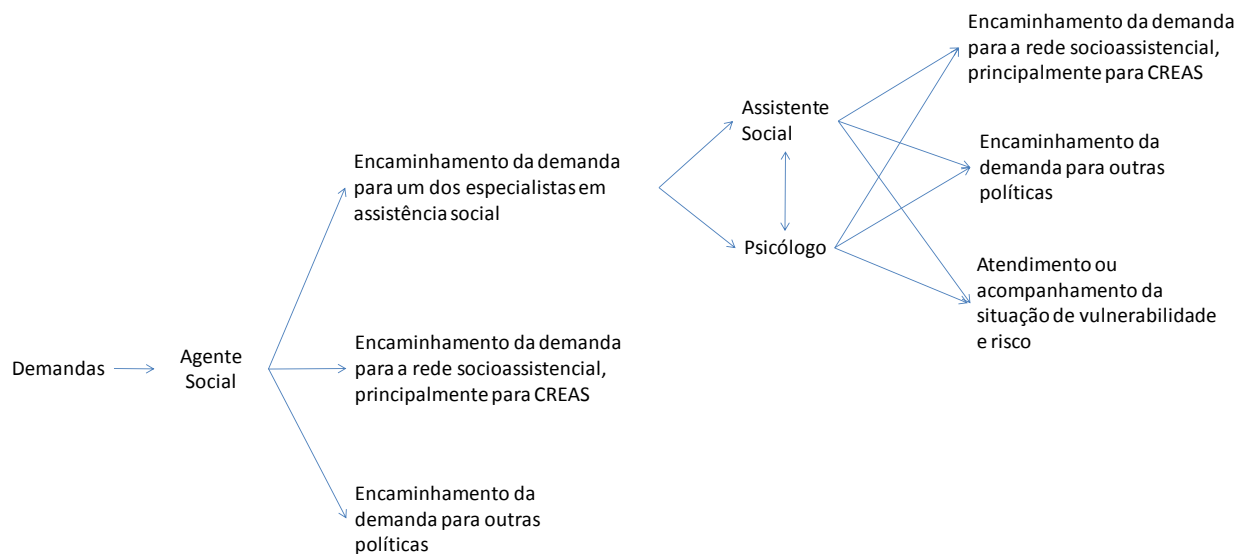 Demandas
Agente
Social
Encaminhamento da demanda
para um dos especialistas em
assistência social
Encaminhamento da demanda
para a rede socioassistencial,
principalmente para CREAS
Encaminhamento da
demanda para outras
políticas
Assistente
Social
Psicólogo
Encaminhamento da demanda
para a rede socioassistencial,
principalmente para CREAS
Encaminhamento da
demanda para outras
políticas
Atendimento ou
acompanhamento da
situação de vulnerabilidade
e risco